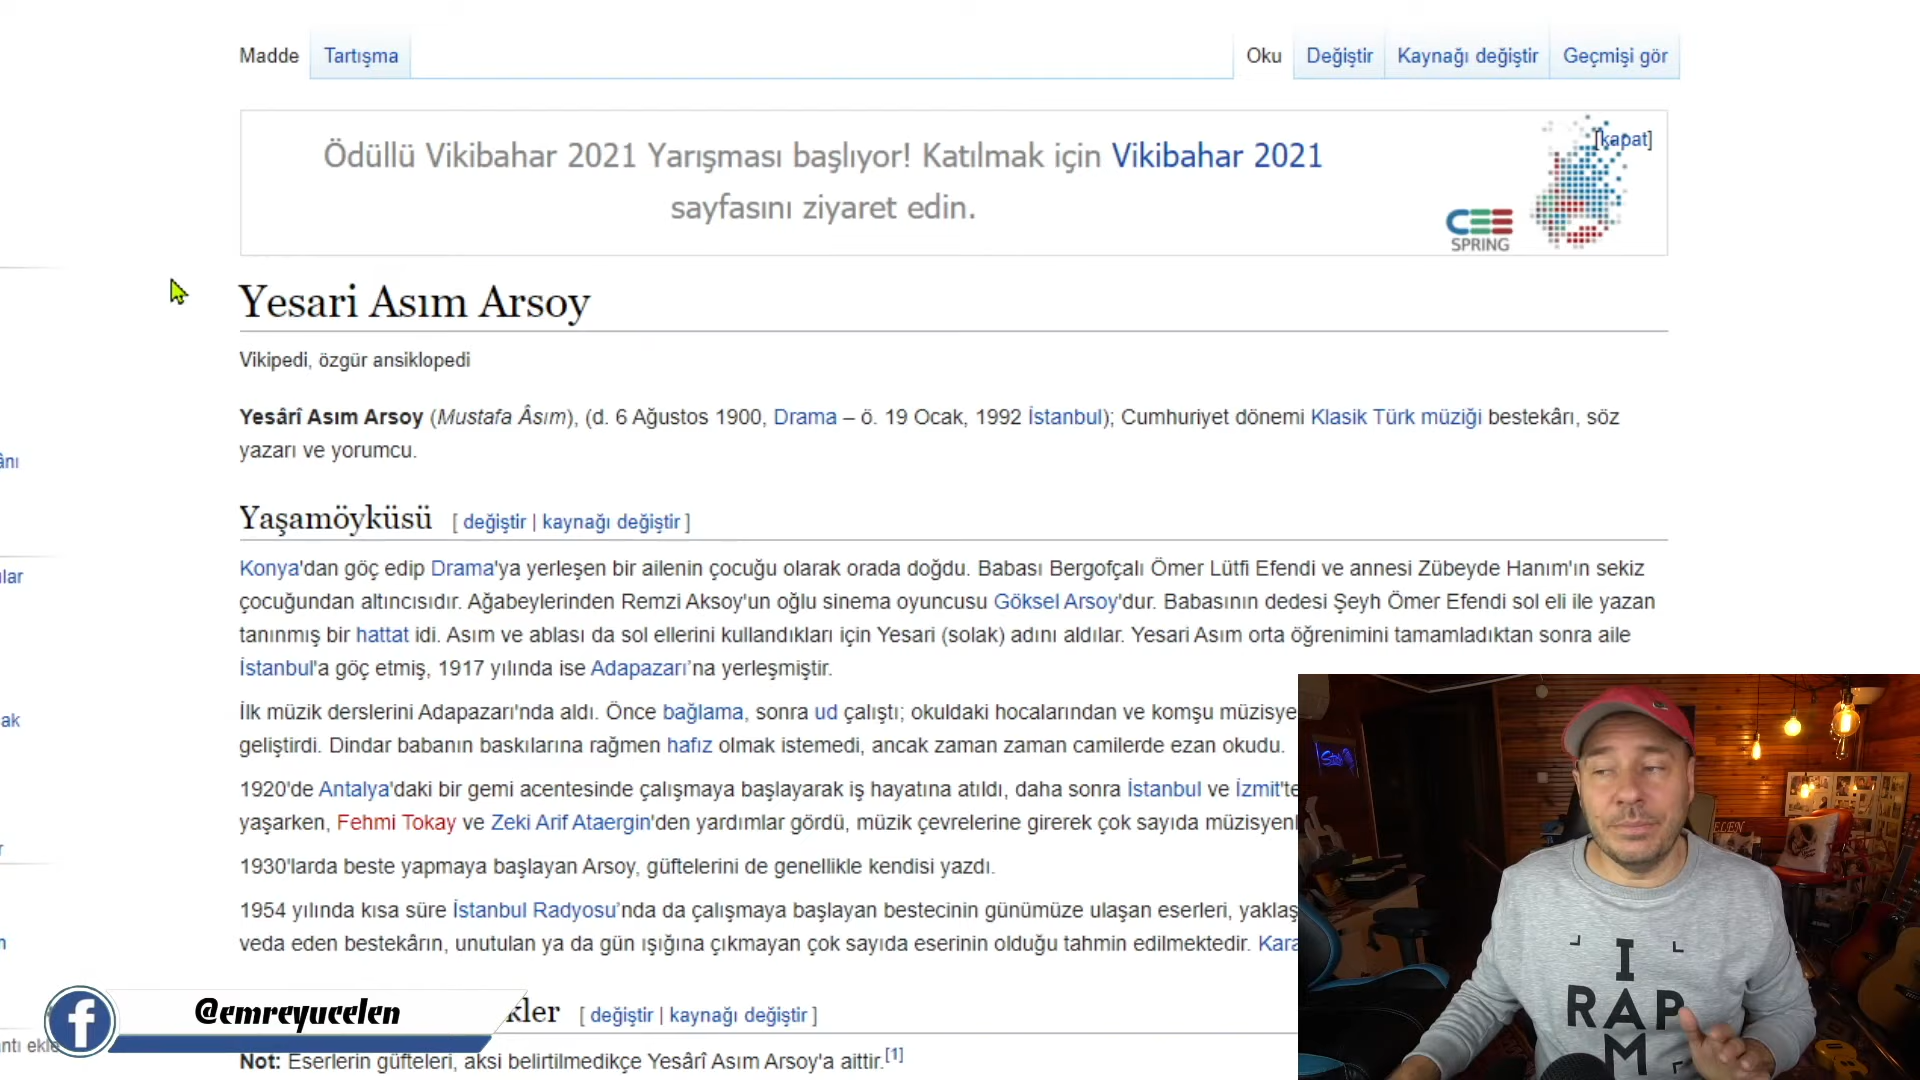 Madde Tartışma Oku Değiştir Kaynağı değiştir Geçmişi gör
Ödüllü Vikibahar 2021 Yarışması başlıyor! Katılmak için Vikibahar 2021
sayfasını ziyaret edin.
[kapat]
CEE
SPRING
Yesari Asım Arsoy
Vikipedi, özgür ansiklopedi
Yesârî Asım Arsoy (Mustafa Âsım), (d. 6 Ağustos 1900, Drama – ö. 19 Ocak, 1992 İstanbul); Cumhuriyet dönemi Klasik Türk müziği bestekârı, söz
yazarı ve yorumcu.
Yaşamöyküsü [ değiştir | kaynağı değiştir ]
Konya'dan göç edip Drama'ya yerleşen bir ailenin çocuğu olarak orada doğdu. Babası Bergofçalı Ömer Lütfi Efendi ve annesi Zübeyde Hanım'ın sekiz
çocuğundan altıncısıdır. Ağabeylerinden Remzi Aksoy'un oğlu sinema oyuncusu Göksel Arsoy'dur. Babasının dedesi Şeyh Ömer Efendi sol eli ile yazan
tanınmış bir hattat idi. Asım ve ablası da sol ellerini kullandıkları için Yesari (solak) adını aldılar. Yesari Asım orta öğrenimini tamamladıktan sonra aile
İstanbul'a göç etmiş, 1917 yılında ise Adapazarı'na yerleşmiştir.
İlk müzik derslerini Adapazarı'nda aldı. Önce bağlama, sonra ud çalıştı; okuldaki hocalarından ve komşu müzisye
geliştirdi. Dindar babanın baskılarına rağmen hafız olmak istemedi, ancak zaman zaman camilerde ezan okudu.
1920'de Antalya'daki bir gemi acentesinde çalışmaya başlayarak iş hayatına atıldı, daha sonra İstanbul ve İzmit'te
yaşarken, Fehmi Tokay ve Zeki Arif Ataergin'den yardımlar gördü, müzik çevrelerine girerek çok sayıda müzisyenl
1930'larda beste yapmaya başlayan Arsoy, güftelerini de genellikle kendisi yazdı.
1954 yılında kısa süre İstanbul Radyosu'nda da çalışmaya başlayan bestecinin günümüze ulaşan eserleri, yaklaş
veda eden bestekârın, unutulan ya da gün ışığına çıkmayan çok sayıda eserinin olduğu tahmin edilmektedir. Kara
kler [ değiştir | kaynağı değiştir ]
Not: Eserlerin güfteleri, aksi belirtilmedikçe Yesârî Asım Arsoy'a aittir.[1]
ânı
ular
ak
r
n
ntı ekle
@emreyucelen
I
RAP
M
ELEN